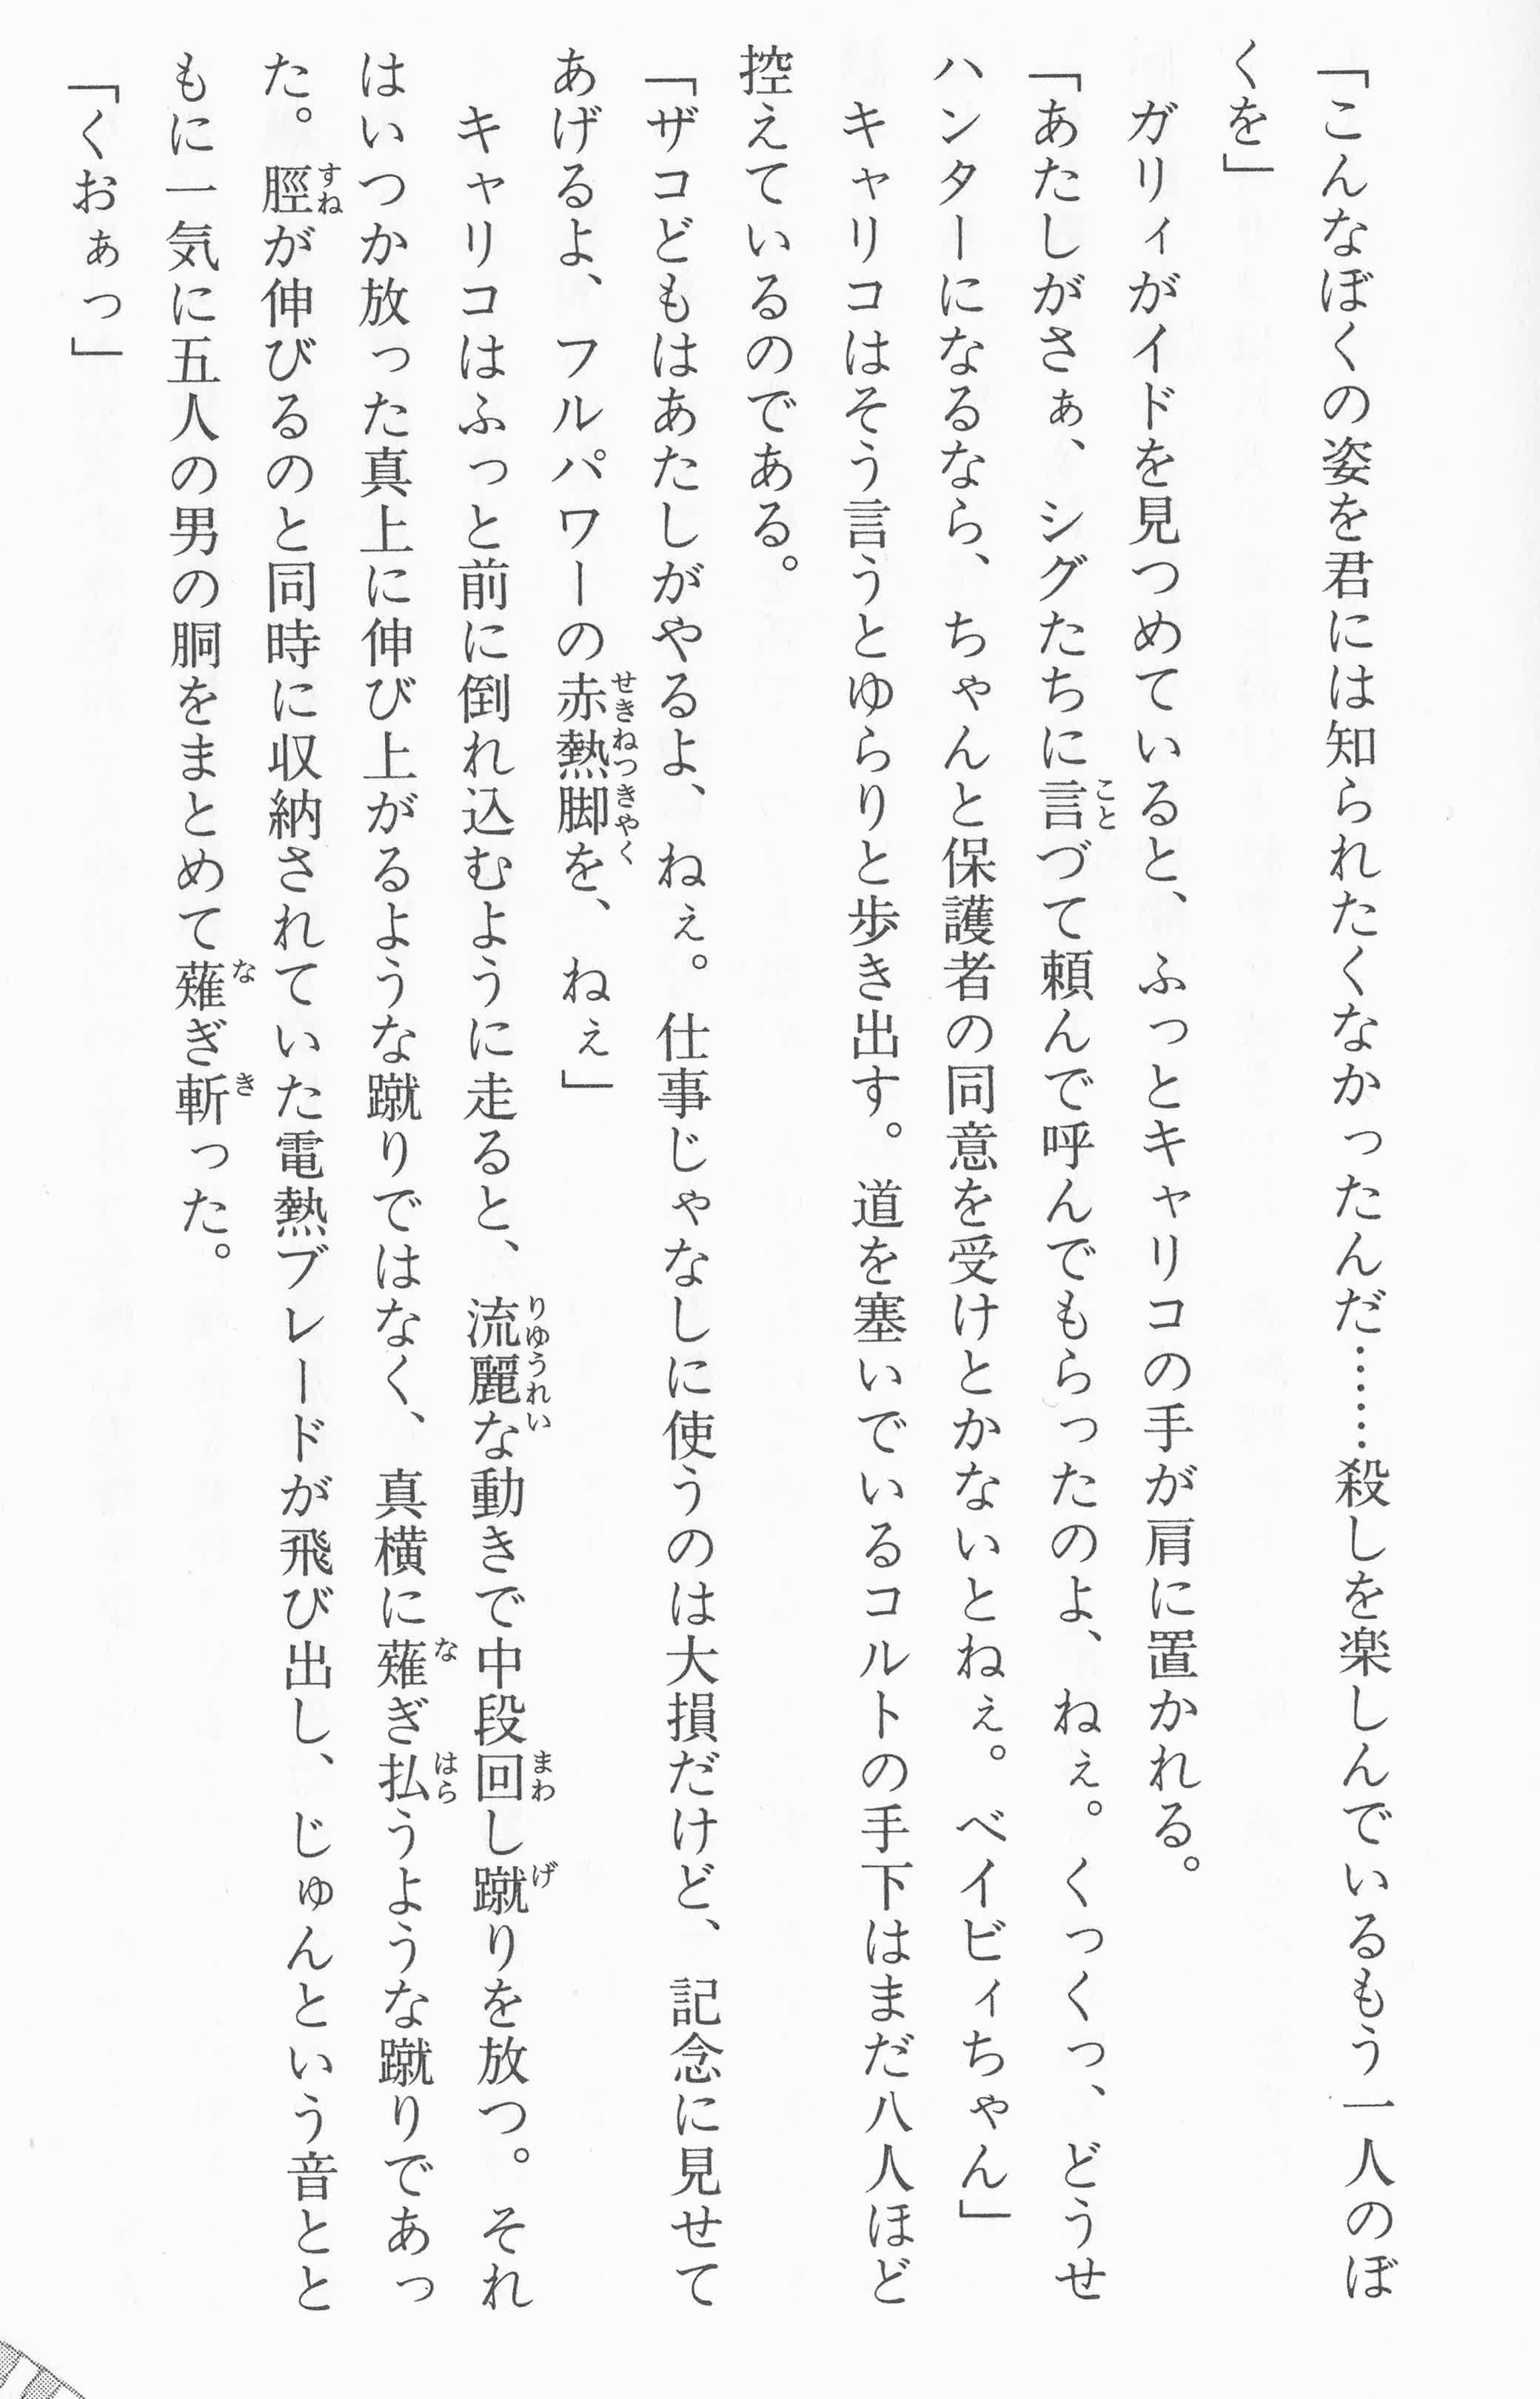 「こんなぼくの姿を君には知られたくなかったんだ……殺しを楽しんでいるもう一人のぼ
くを」
　ガリィがイドを見つめていると、ふっとキャリコの手が肩に置かれる。
「あたしがさぁ、シグたちに言づて頼んで呼んでもらったのよ、ねぇ。くっくっ、どうせ
ハンターになるなら、ちゃんと保護者の同意を受けとかないとねぇ。ベイビィちゃん」
　キャリコはそう言うとゆらりと歩き出す。道を塞いでいるコルトの手下はまだ八人ほど
控えているのである。
「ザコどもはあたしがやるよ、ねぇ。仕事じゃなしに使うのは大損だけど、記念に見せて
あげるよ、フルパワーの赤熱脚を、ねぇ」
　キャリコはふっと前に倒れ込むように走ると、流麗な動きで中段回し蹴りを放つ。それ
はいつか放った真上に伸び上がるような蹴りではなく、真横に薙ぎ払うような蹴りであっ
た。脛が伸びるのと同時に収納されていた電熱ブレードが飛び出し、じゅんという音とと
もに一気に五人の男の胴をまとめて薙ぎ斬った。
「くおぁっ」